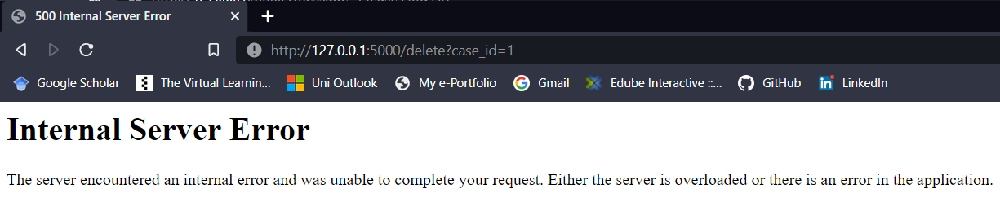 500 Internal Server Error
http://127.0.0.1:5000/delete?case_id=1
Google Scholar The Virtual Learnin... Uni Outlook My e-Portfolio Gmail Edube Interactive ::... GitHub LinkedIn
Internal Server Error
The server encountered an internal error and was unable to complete your request. Either the server is overloaded or there is an error in the application.